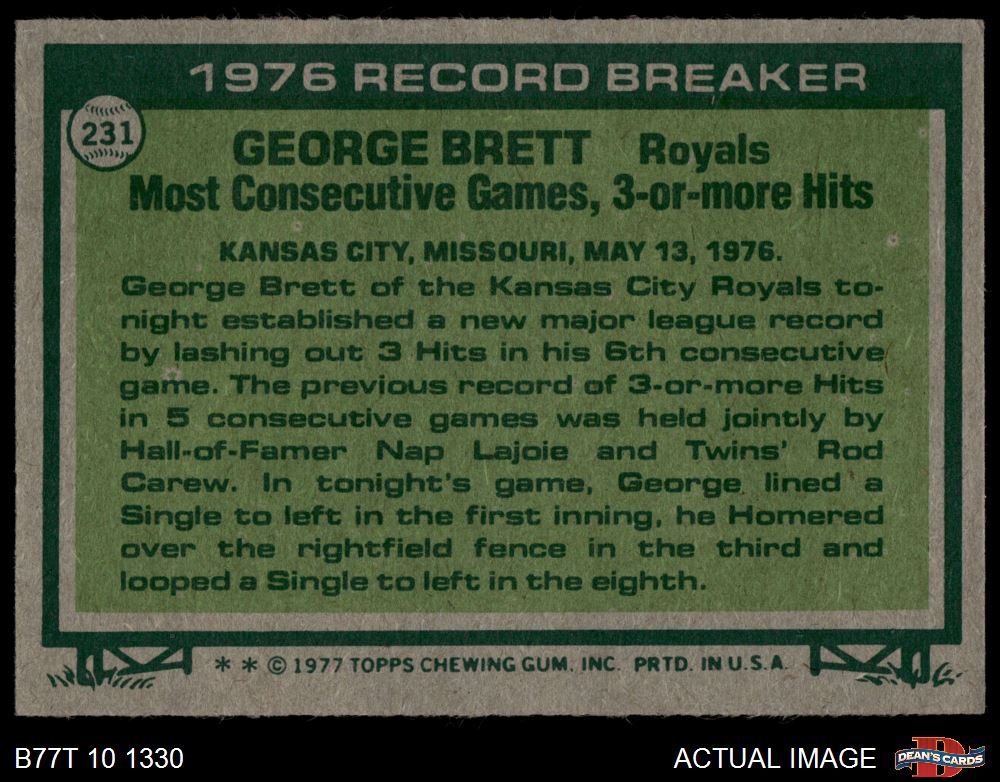 1976 RECORD BREAKER
231
GEORGE BRETT Royals
Most Consecutive Games, 3-or-more Hits
KANSAS CITY, MISSOURI, MAY 13, 1976.
George Brett of the Kansas City Royals to-
night established a new major league record
by lashing out 3 Hits in his 6th consecutive
game. The previous record of 3-or-more Hits
in 5 consecutive games was held jointly by
Hall-of-Famer Nap Lajoie and Twins' Rod
Carew. In tonight's game, George lined a
Single to left in the first inning, he Homered
over the rightfield fence in the third and
looped a Single to left in the eighth.
* * © 1977 TOPPS CHEWING GUM, INC. PRTD. IN U.S.A.
B77T 10 1330 ACTUAL IMAGE
D
DEAN'S CARDS